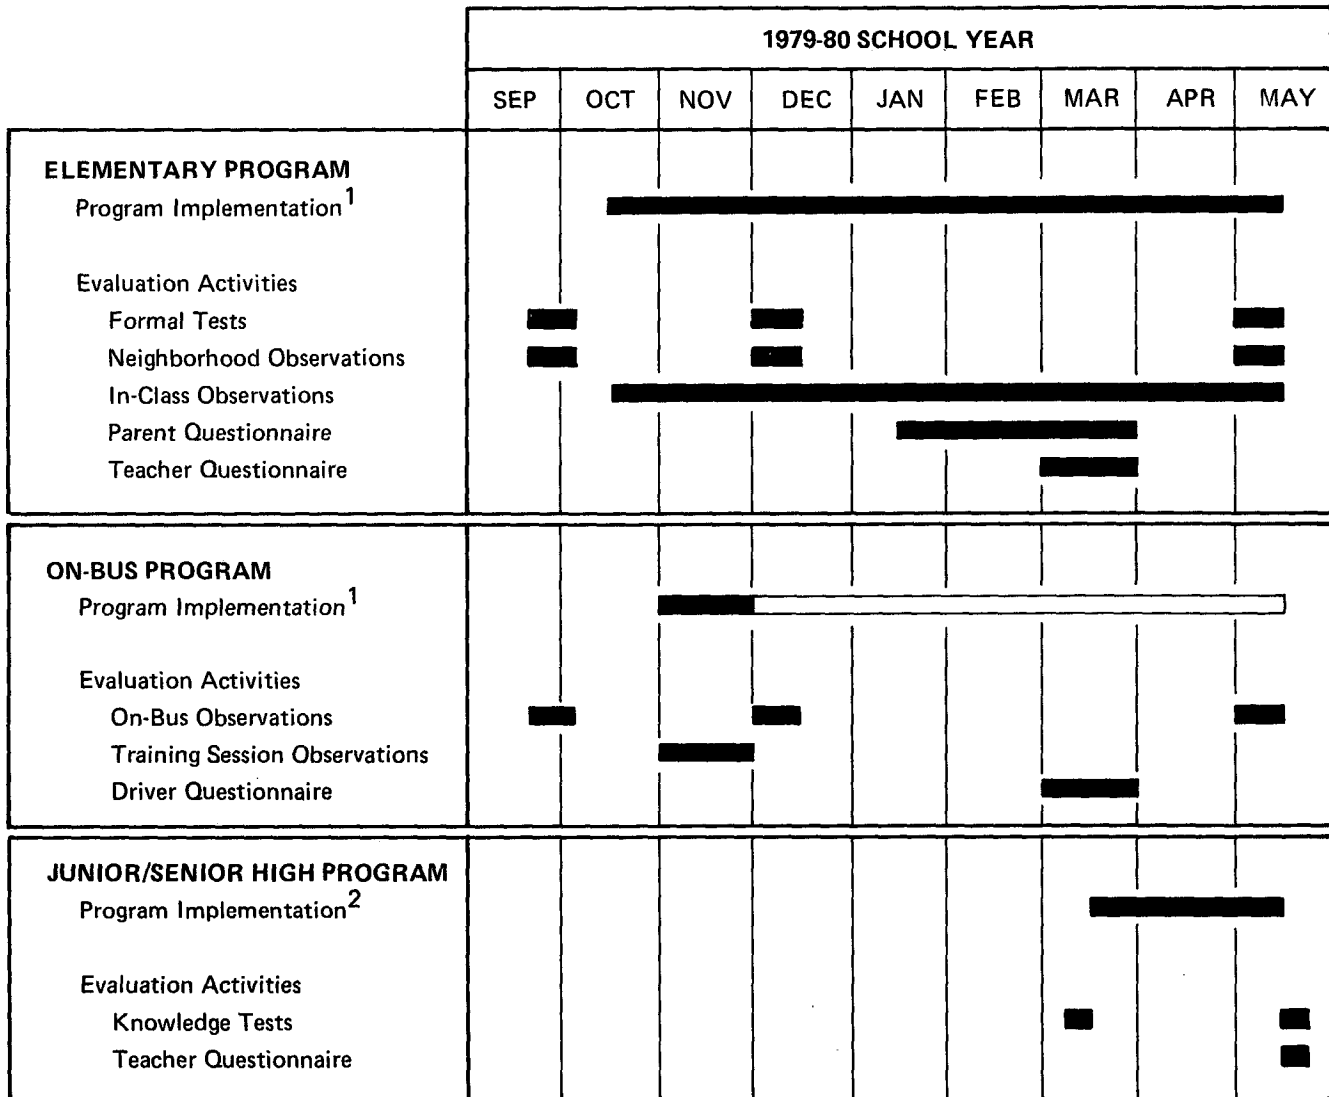 1979-80 SCHOOL YEAR
SEP OCT NOV DEC JAN FEB MAR APR MAY
ELEMENTARY PROGRAM
Program Implementation1
Evaluation Activities
Formal Tests
Neighborhood Observations
In-Class Observations
Parent Questionnaire
Teacher Questionnaire
ON-BUS PROGRAM
Program Implementation1
Evaluation Activities
On-Bus Observations
Training Session Observations
Driver Questionnaire
JUNIOR/SENIOR HIGH PROGRAM
Program Implementation2
Evaluation Activities
Knowledge Tests
Teacher Questionnaire